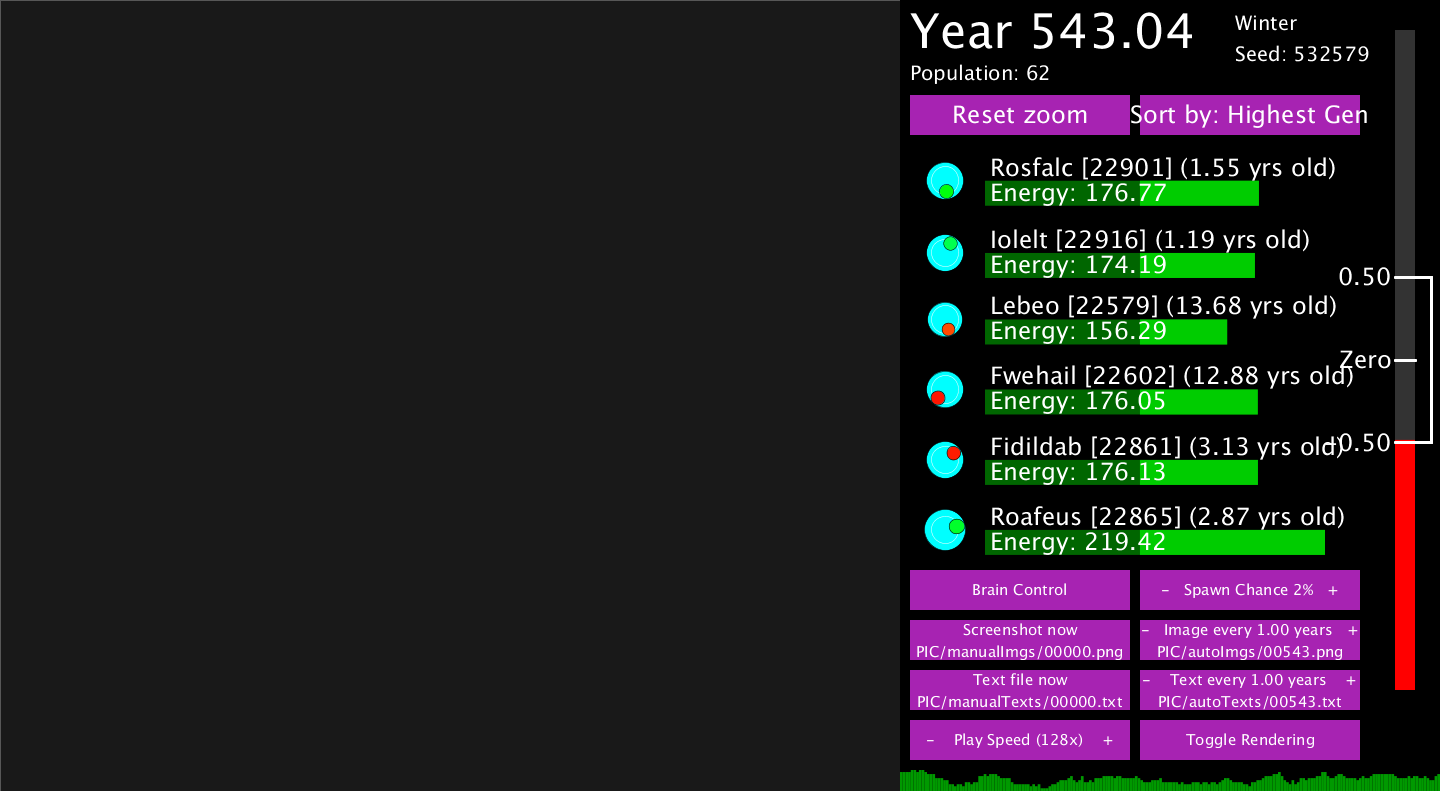 Year 543.04
Winter
Seed: 532579
Population: 62
Reset zoom
Sort by: Highest Gen
Rosfalc [22901] (1.55 yrs old)
Energy: 176.77
Iolelt [22916] (1.19 yrs old)
Energy: 174.19
0.50
Lebeo [22579] (13.68 yrs old)
Energy: 156.29
Zero
Fwehail [22602] (12.88 yrs old)
Energy: 176.05
Fidildab [22861] (3.13 yrs old)
-0.50
Energy: 176.13
Roafeus [22865] (2.87 yrs old)
Energy: 219.42
Brain Control
- Spawn Chance 2% +
Screenshot now
PIC/manualImgs/00000.png
- Image every 1.00 years +
PIC/autoImgs/00543.png
Text file now
PIC/manualTexts/00000.txt
- Text every 1.00 years +
PIC/autoTexts/00543.txt
- Play Speed (128x) +
Toggle Rendering